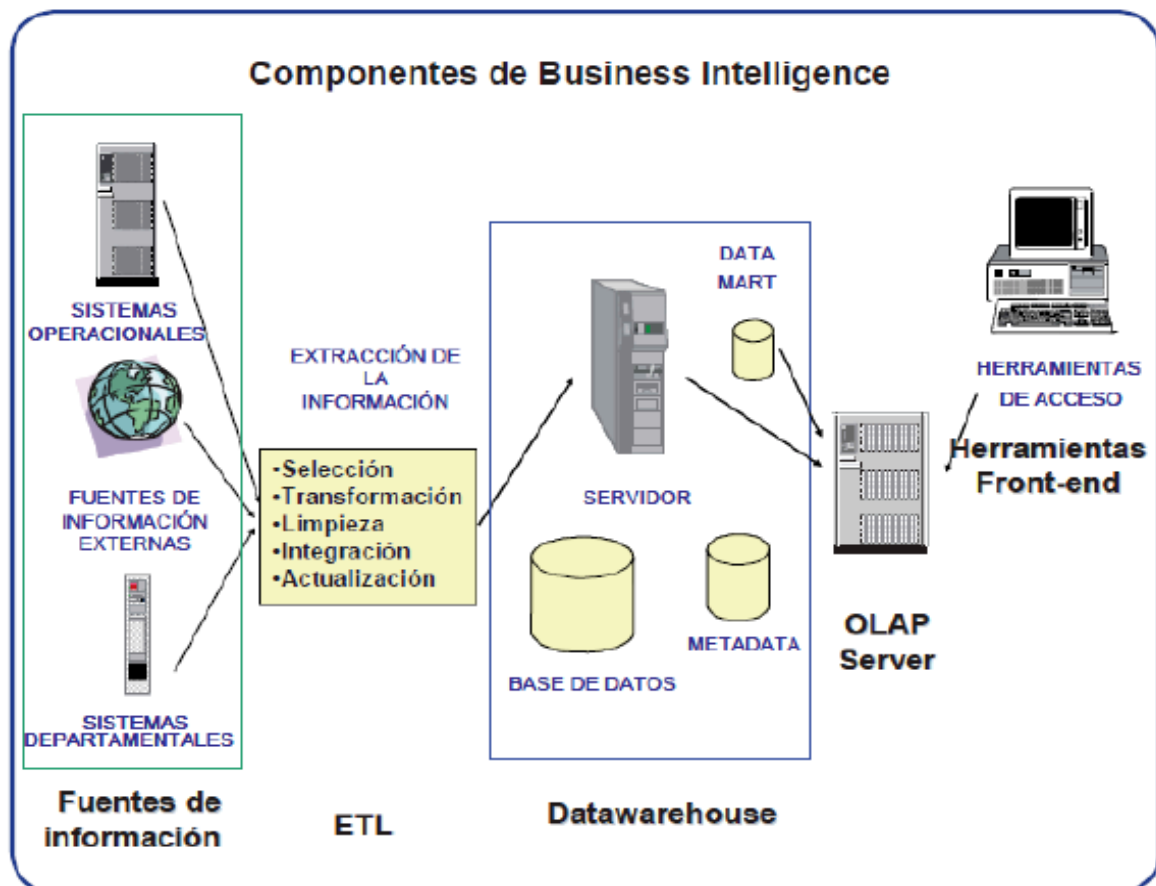 Componentes de Business Intelligence
SISTEMAS
OPERACIONALES
FUENTES DE
INFORMACIÓN
EXTERNAS
SISTEMAS
DEPARTAMENTALES
Fuentes de
información
EXTRACCIÓN DE
LA
INFORMACIÓN
•Selección
•Transformación
•Limpieza
•Integración
•Actualización
ETL
DATA
MART
SERVIDOR
BASE DE DATOS
METADATA
Datawarehouse
OLAP
Server
HERRAMIENTAS
DE ACCESO
Herramientas
Front-end